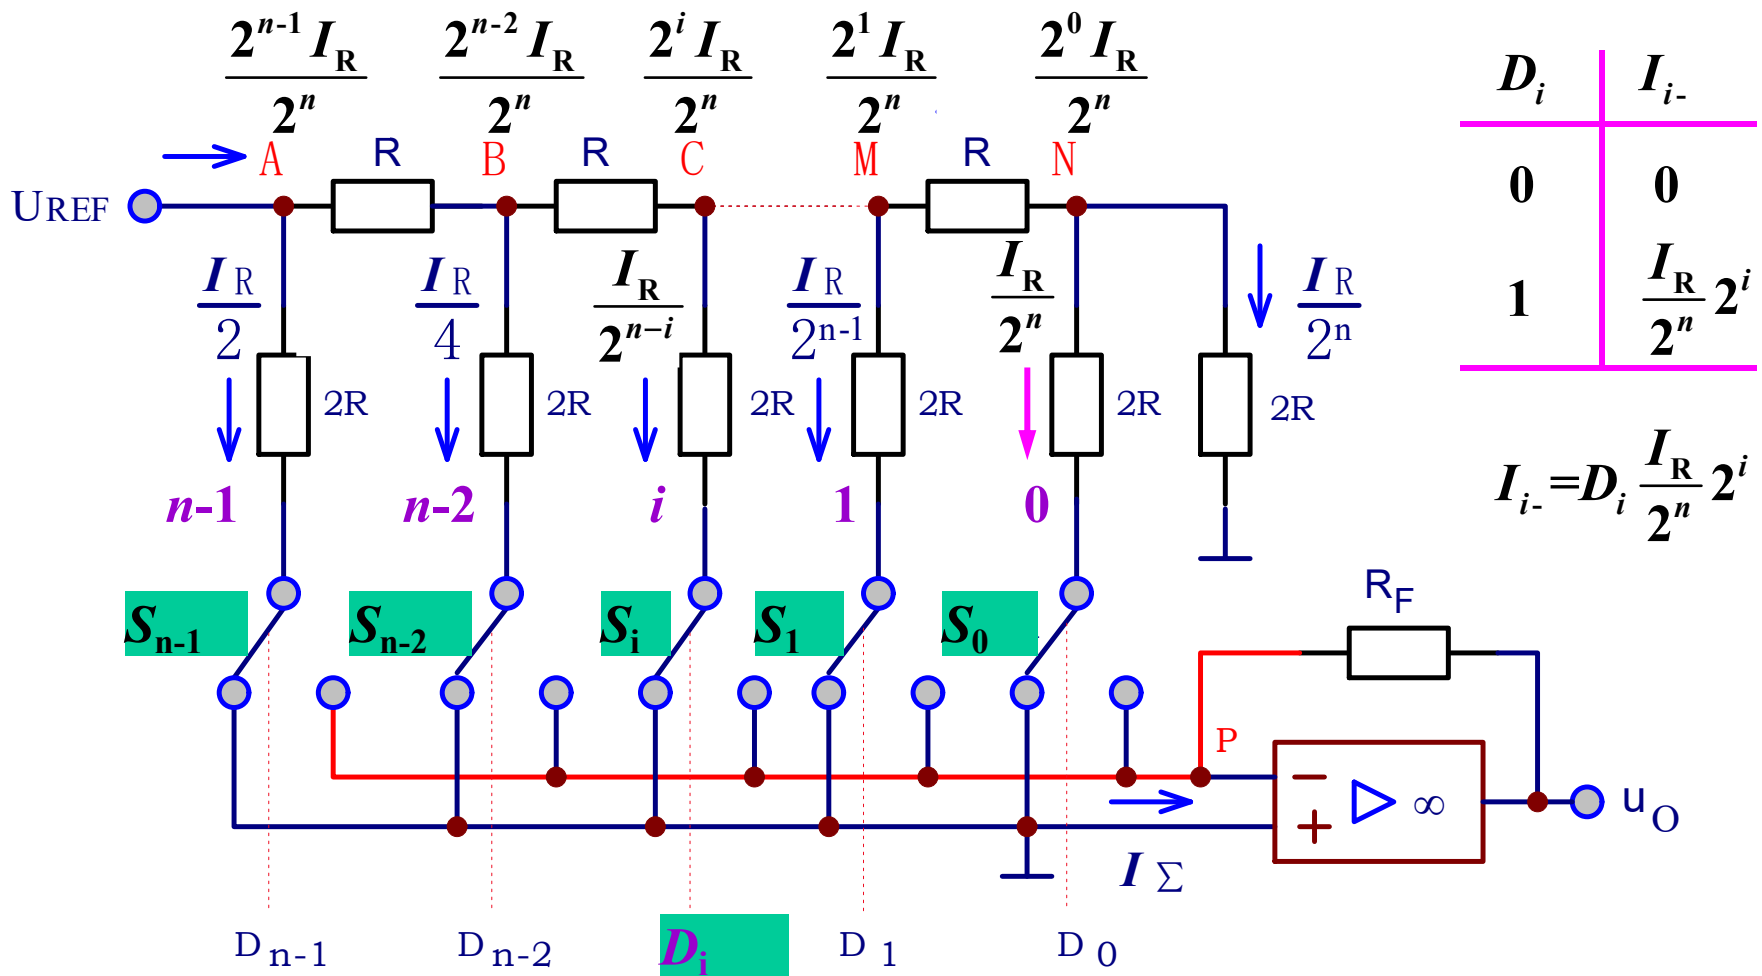 2^{n-1} I_R / 2^n    2^{n-2} I_R / 2^n    2^i I_R / 2^n    2^1 I_R / 2^n    2^0 I_R / 2^n
D_i    I_{i-}
0    0
1    I_R / 2^n 2^i
I_{i-}=D_i I_R / 2^n 2^i
A R B R C M R N
UREF
I_R / 2    I_R / 4    I_R / 2^{n-i}    I_R / 2^{n-1}    I_R / 2^n    I_R / 2^n
2R 2R 2R 2R 2R 2R
n-1 n-2 i 1 0
S_{n-1} S_{n-2} S_i S_1 S_0
R_F
P
− ▷ ∞
+
u_O
I_Σ
D_{n-1} D_{n-2} D_i D_1 D_0